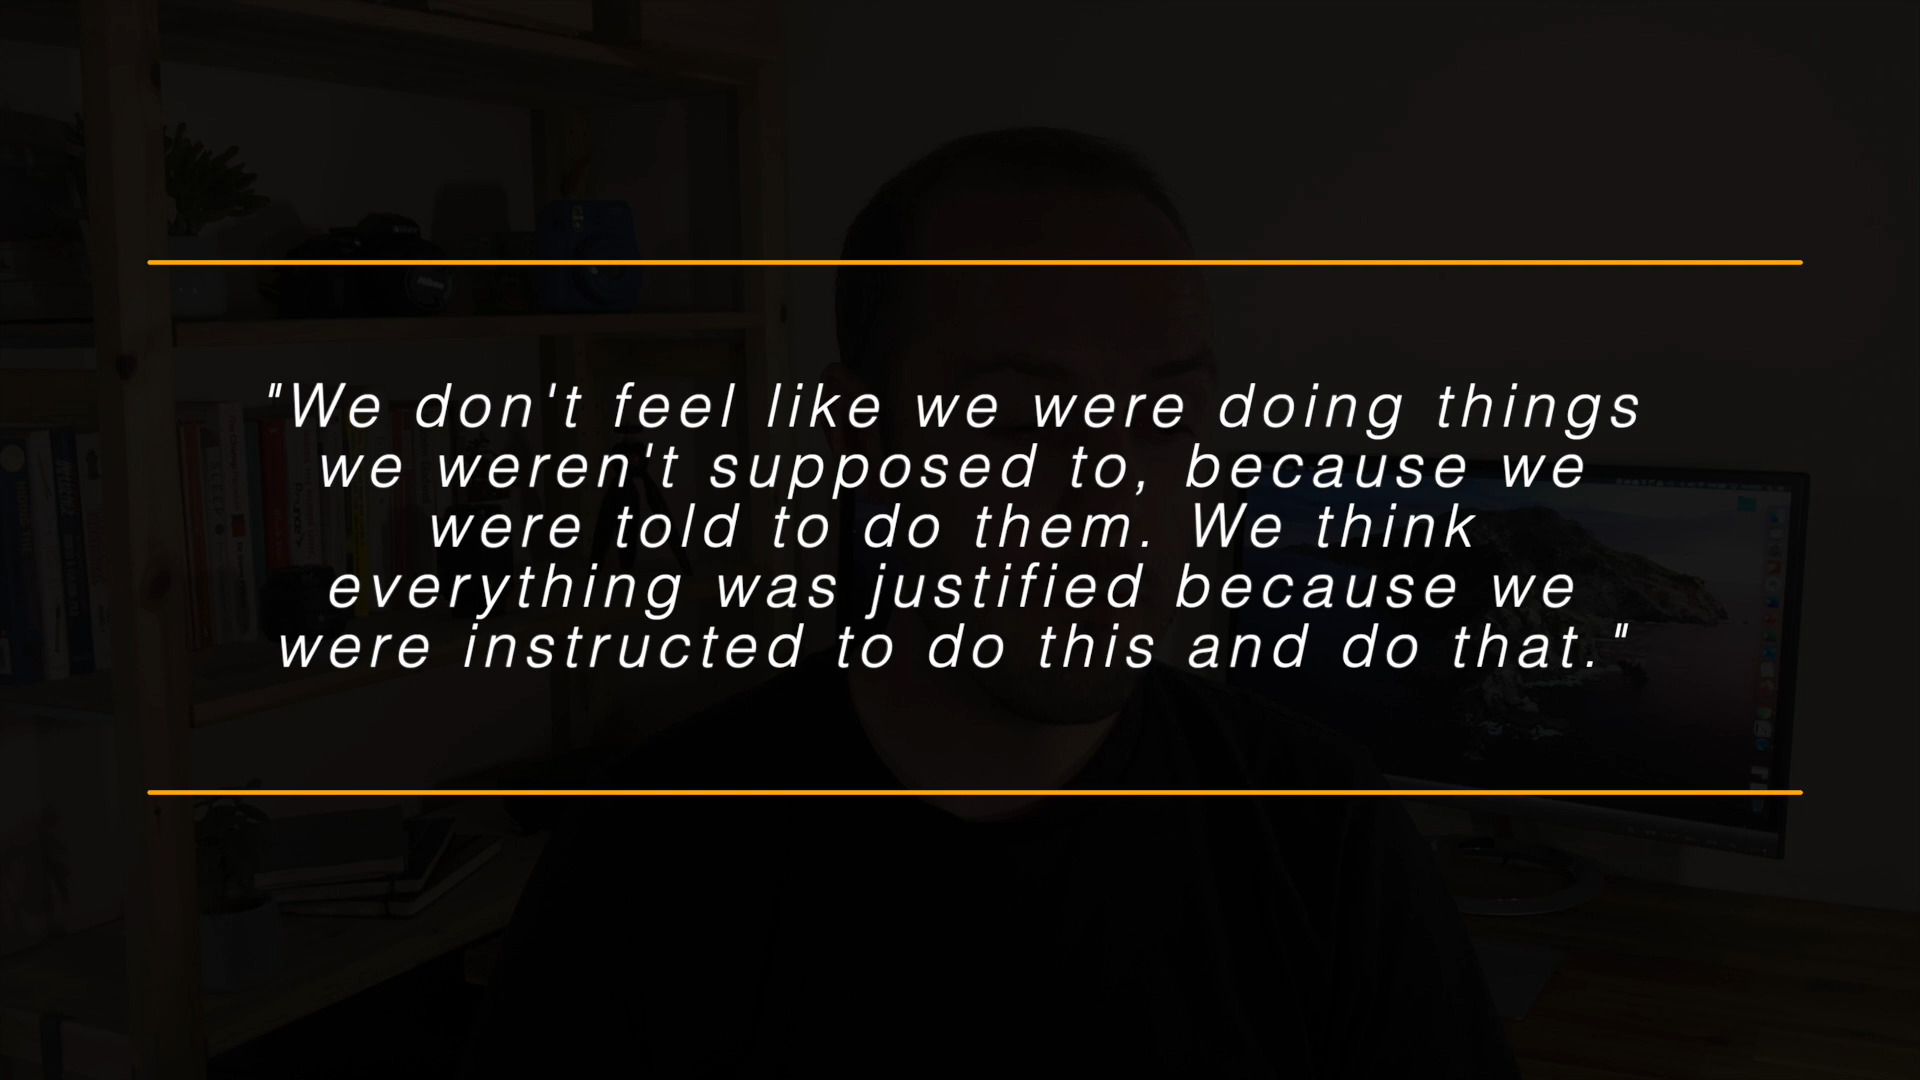 "We don't feel like we were doing things
we weren't supposed to, because we
were told to do them. We think
everything was justified because we
were instructed to do this and do that."